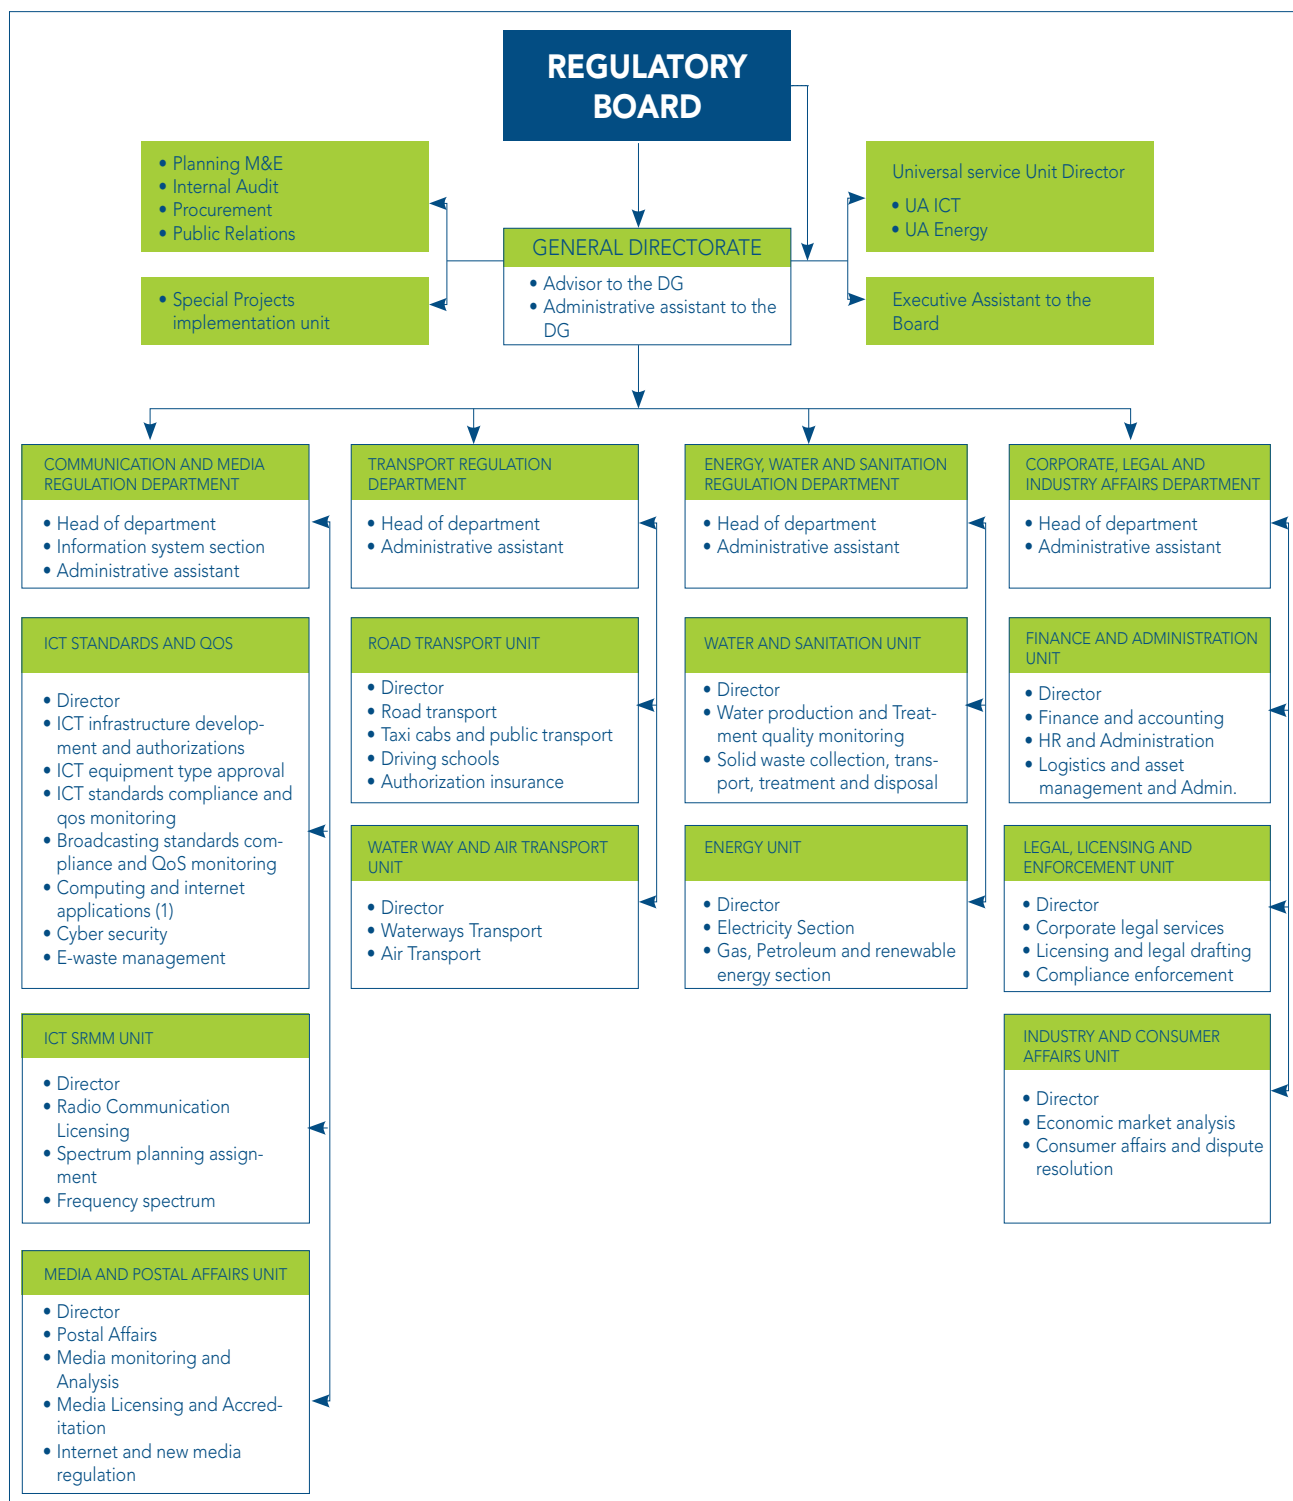 REGULATORY
BOARD
• Planning M&E
• Internal Audit
• Procurement
• Public Relations
• Special Projects
implementation unit
GENERAL DIRECTORATE
• Advisor to the DG
• Administrative assistant to the
DG
Universal service Unit Director
• UA ICT
• UA Energy
Executive Assistant to the
Board
COMMUNICATION AND MEDIA
REGULATION DEPARTMENT
• Head of department
• Information system section
• Administrative assistant
ICT STANDARDS AND QOS
• Director
• ICT infrastructure develop-
ment and authorizations
• ICT equipment type approval
• ICT standards compliance and
qos monitoring
• Broadcasting standards com-
pliance and QoS monitoring
• Computing and internet
applications (1)
• Cyber security
• E-waste management
ICT SRMM UNIT
• Director
• Radio Communication
Licensing
• Spectrum planning assign-
ment
• Frequency spectrum
MEDIA AND POSTAL AFFAIRS UNIT
• Director
• Postal Affairs
• Media monitoring and
Analysis
• Media Licensing and Accred-
itation
• Internet and new media
regulation
TRANSPORT REGULATION
DEPARTMENT
• Head of department
• Administrative assistant
ROAD TRANSPORT UNIT
• Director
• Road transport
• Taxi cabs and public transport
• Driving schools
• Authorization insurance
WATER WAY AND AIR TRANSPORT
UNIT
• Director
• Waterways Transport
• Air Transport
ENERGY, WATER AND SANITATION
REGULATION DEPARTMENT
• Head of department
• Administrative assistant
WATER AND SANITATION UNIT
• Director
• Water production and Treat-
ment quality monitoring
• Solid waste collection, trans-
port, treatment and disposal
ENERGY UNIT
• Director
• Electricity Section
• Gas, Petroleum and renewable
energy section
CORPORATE, LEGAL AND
INDUSTRY AFFAIRS DEPARTMENT
• Head of department
• Administrative assistant
FINANCE AND ADMINISTRATION
UNIT
• Director
• Finance and accounting
• HR and Administration
• Logistics and asset
management and Admin.
LEGAL, LICENSING AND
ENFORCEMENT UNIT
• Director
• Corporate legal services
• Licensing and legal drafting
• Compliance enforcement
INDUSTRY AND CONSUMER
AFFAIRS UNIT
• Director
• Economic market analysis
• Consumer affairs and dispute
resolution